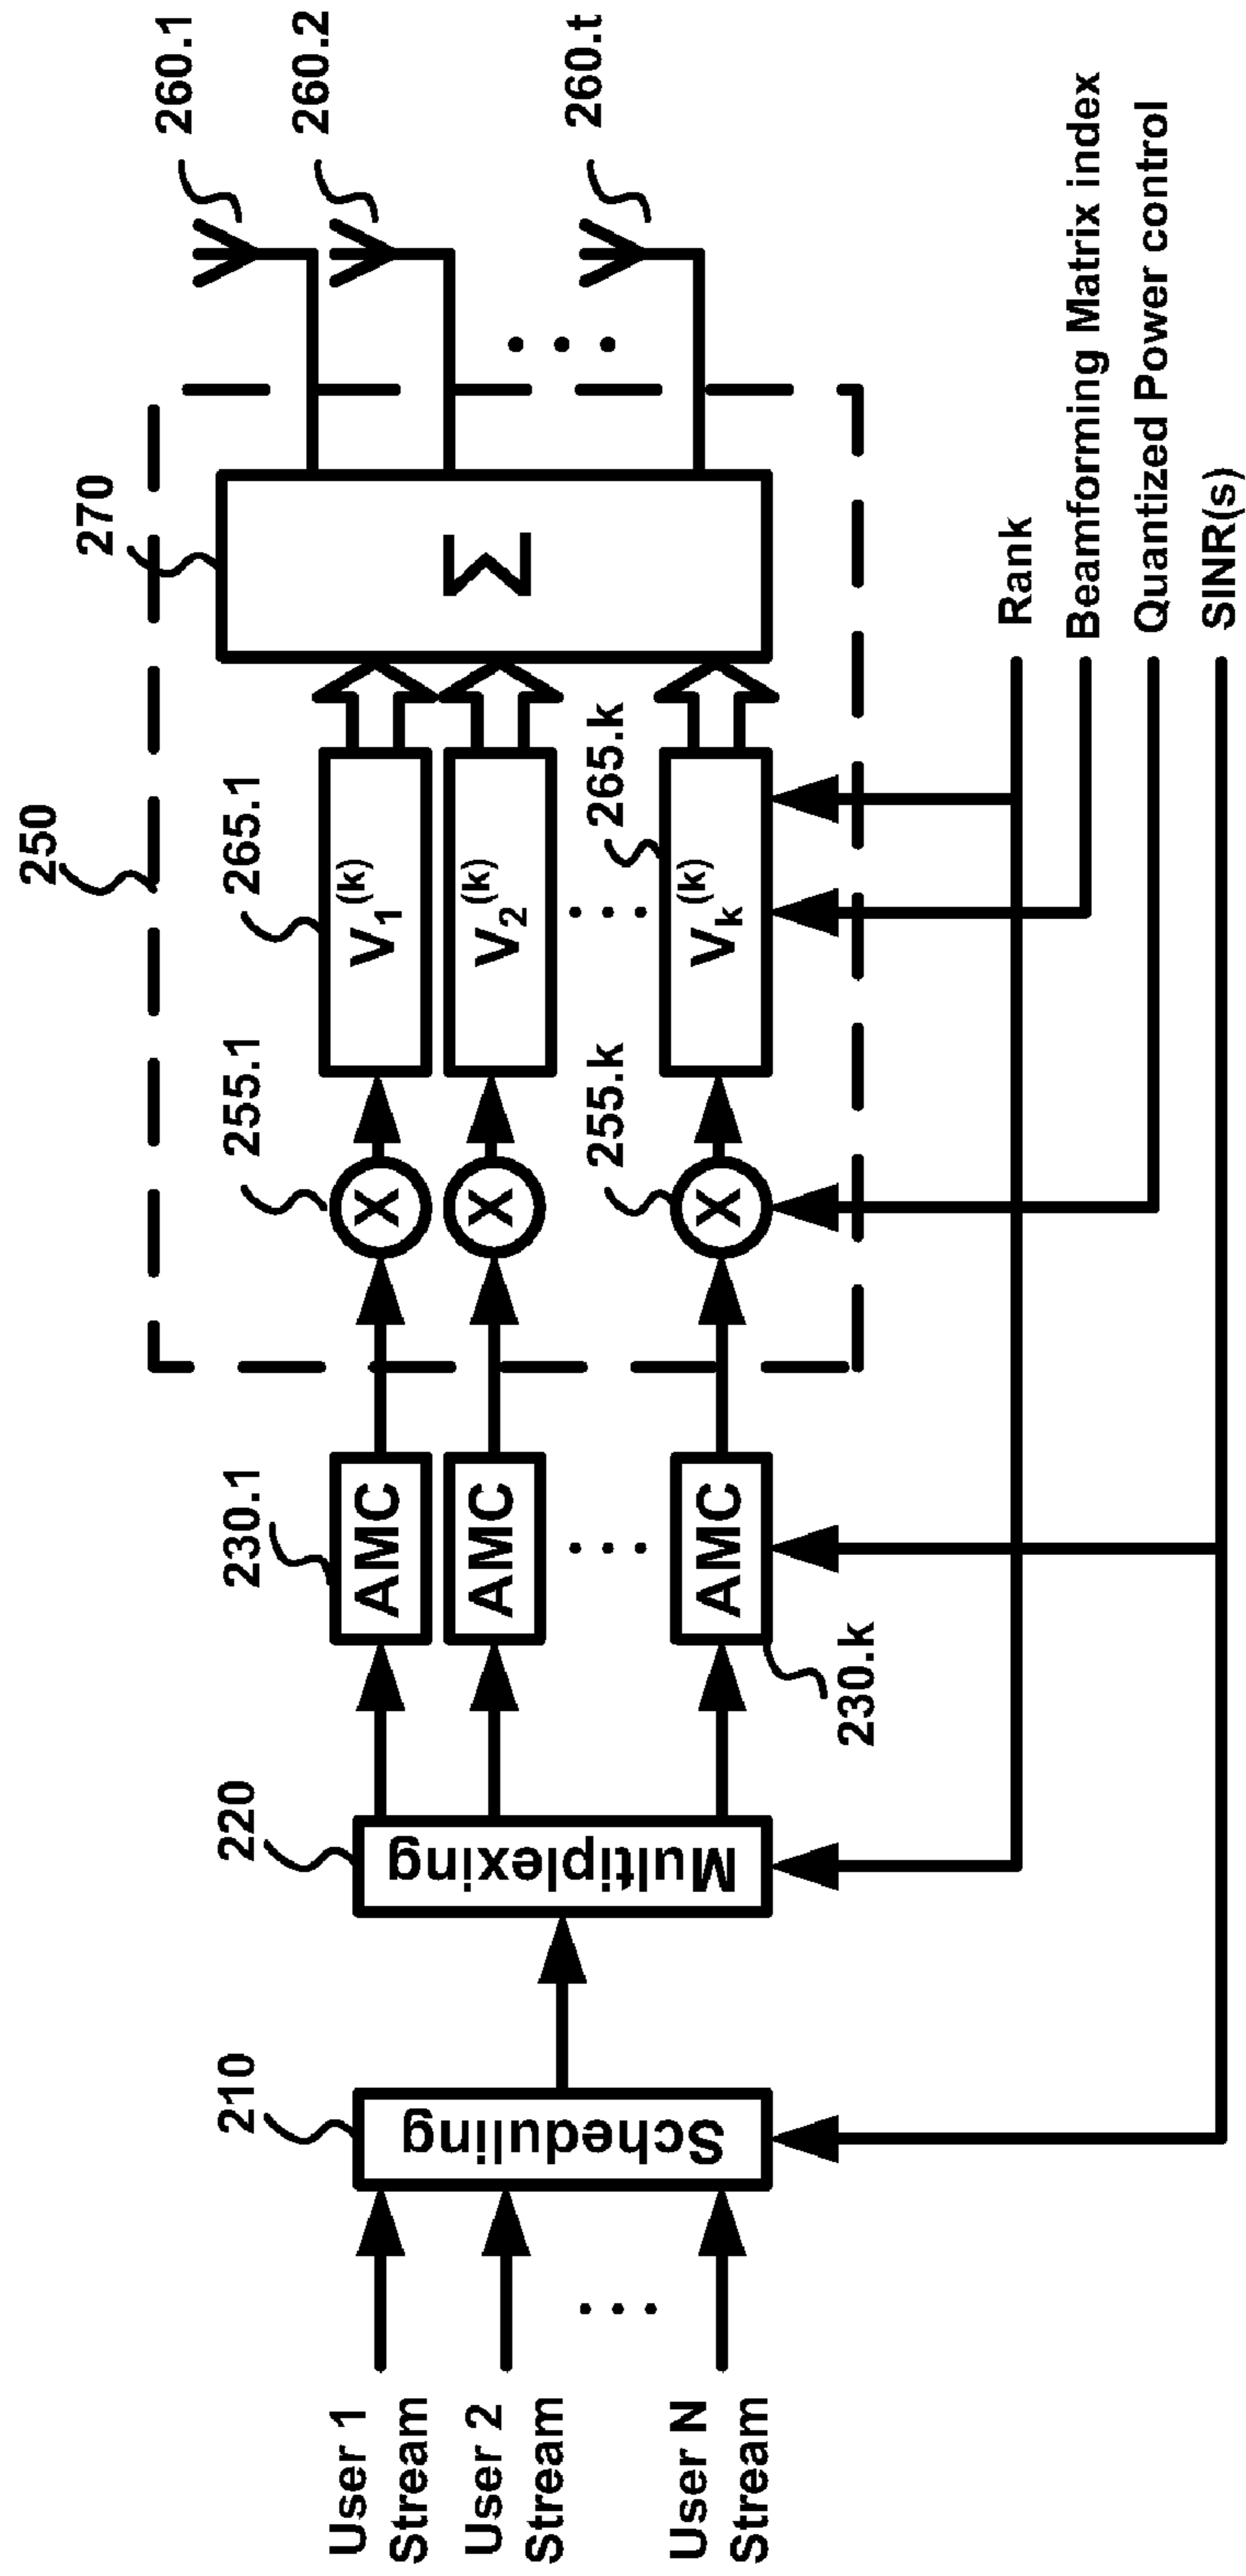 User 1
Stream
User 2
Stream
User N
Stream
210
Scheduling
220
Multiplexing
230.1
AMC
AMC
AMC
230.k
250
255.1
X
X
255.k
X
265.1
V1(k)
V2(k)
265.k
Vk(k)
270
Σ
260.1
260.2
260.t
Rank
Beamforming Matrix index
Quantized Power control
SINR(s)